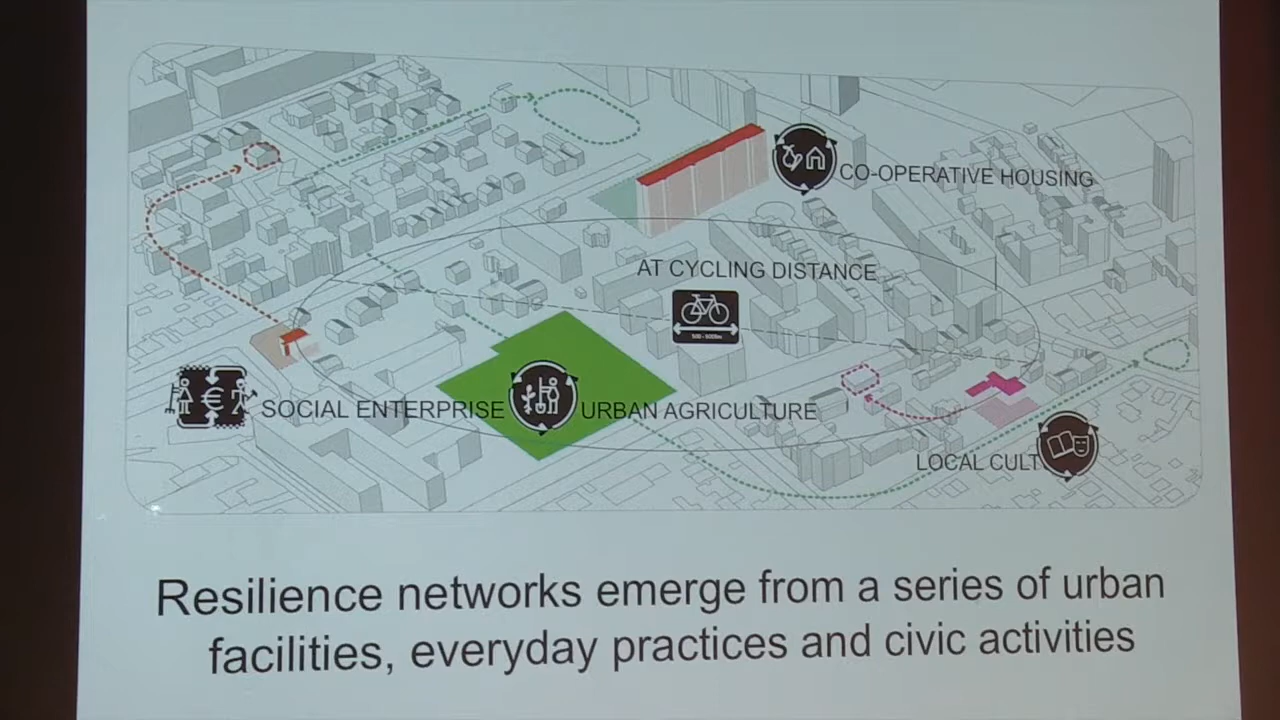 CO-OPERATIVE HOUSING
AT CYCLING DISTANCE
€
SOCIAL ENTERPRISE
URBAN AGRICULTURE
LOCAL CULT
Resilience networks emerge from a series of urban
facilities, everyday practices and civic activities